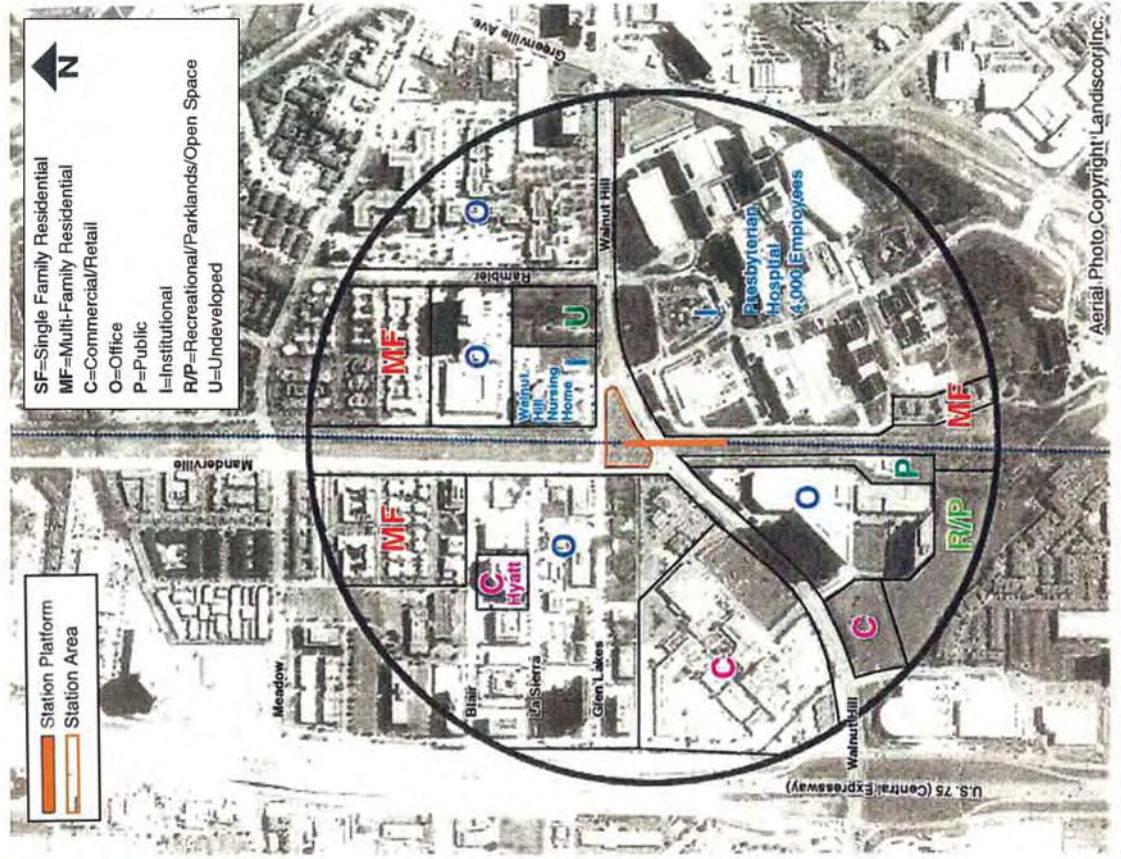 Station Platform
Station Area
N
SF=Single Family Residential
MF=Multi-Family Residential
C=Commercial/Retail
O=Office
P=Public
I=Institutional
R/P=Recreational/Parklands/Open Space
U=Undeveloped
Greenville Ave.
Manderville
Meadow
MF
MF
Rambler
O
Blair
C
Hyatt
O
U
La Sierra
O
Walnut
Hill
Nursing
Home
I
Glen Lakes
Walnut Hill
I
Presbyterian
Hospital
4,000 Employees
C
O
P
MF
C
R/P
Walnut Hill
U.S. 75 (Central Expressway)
Aerial Photo Copyright Landiscor, Inc.